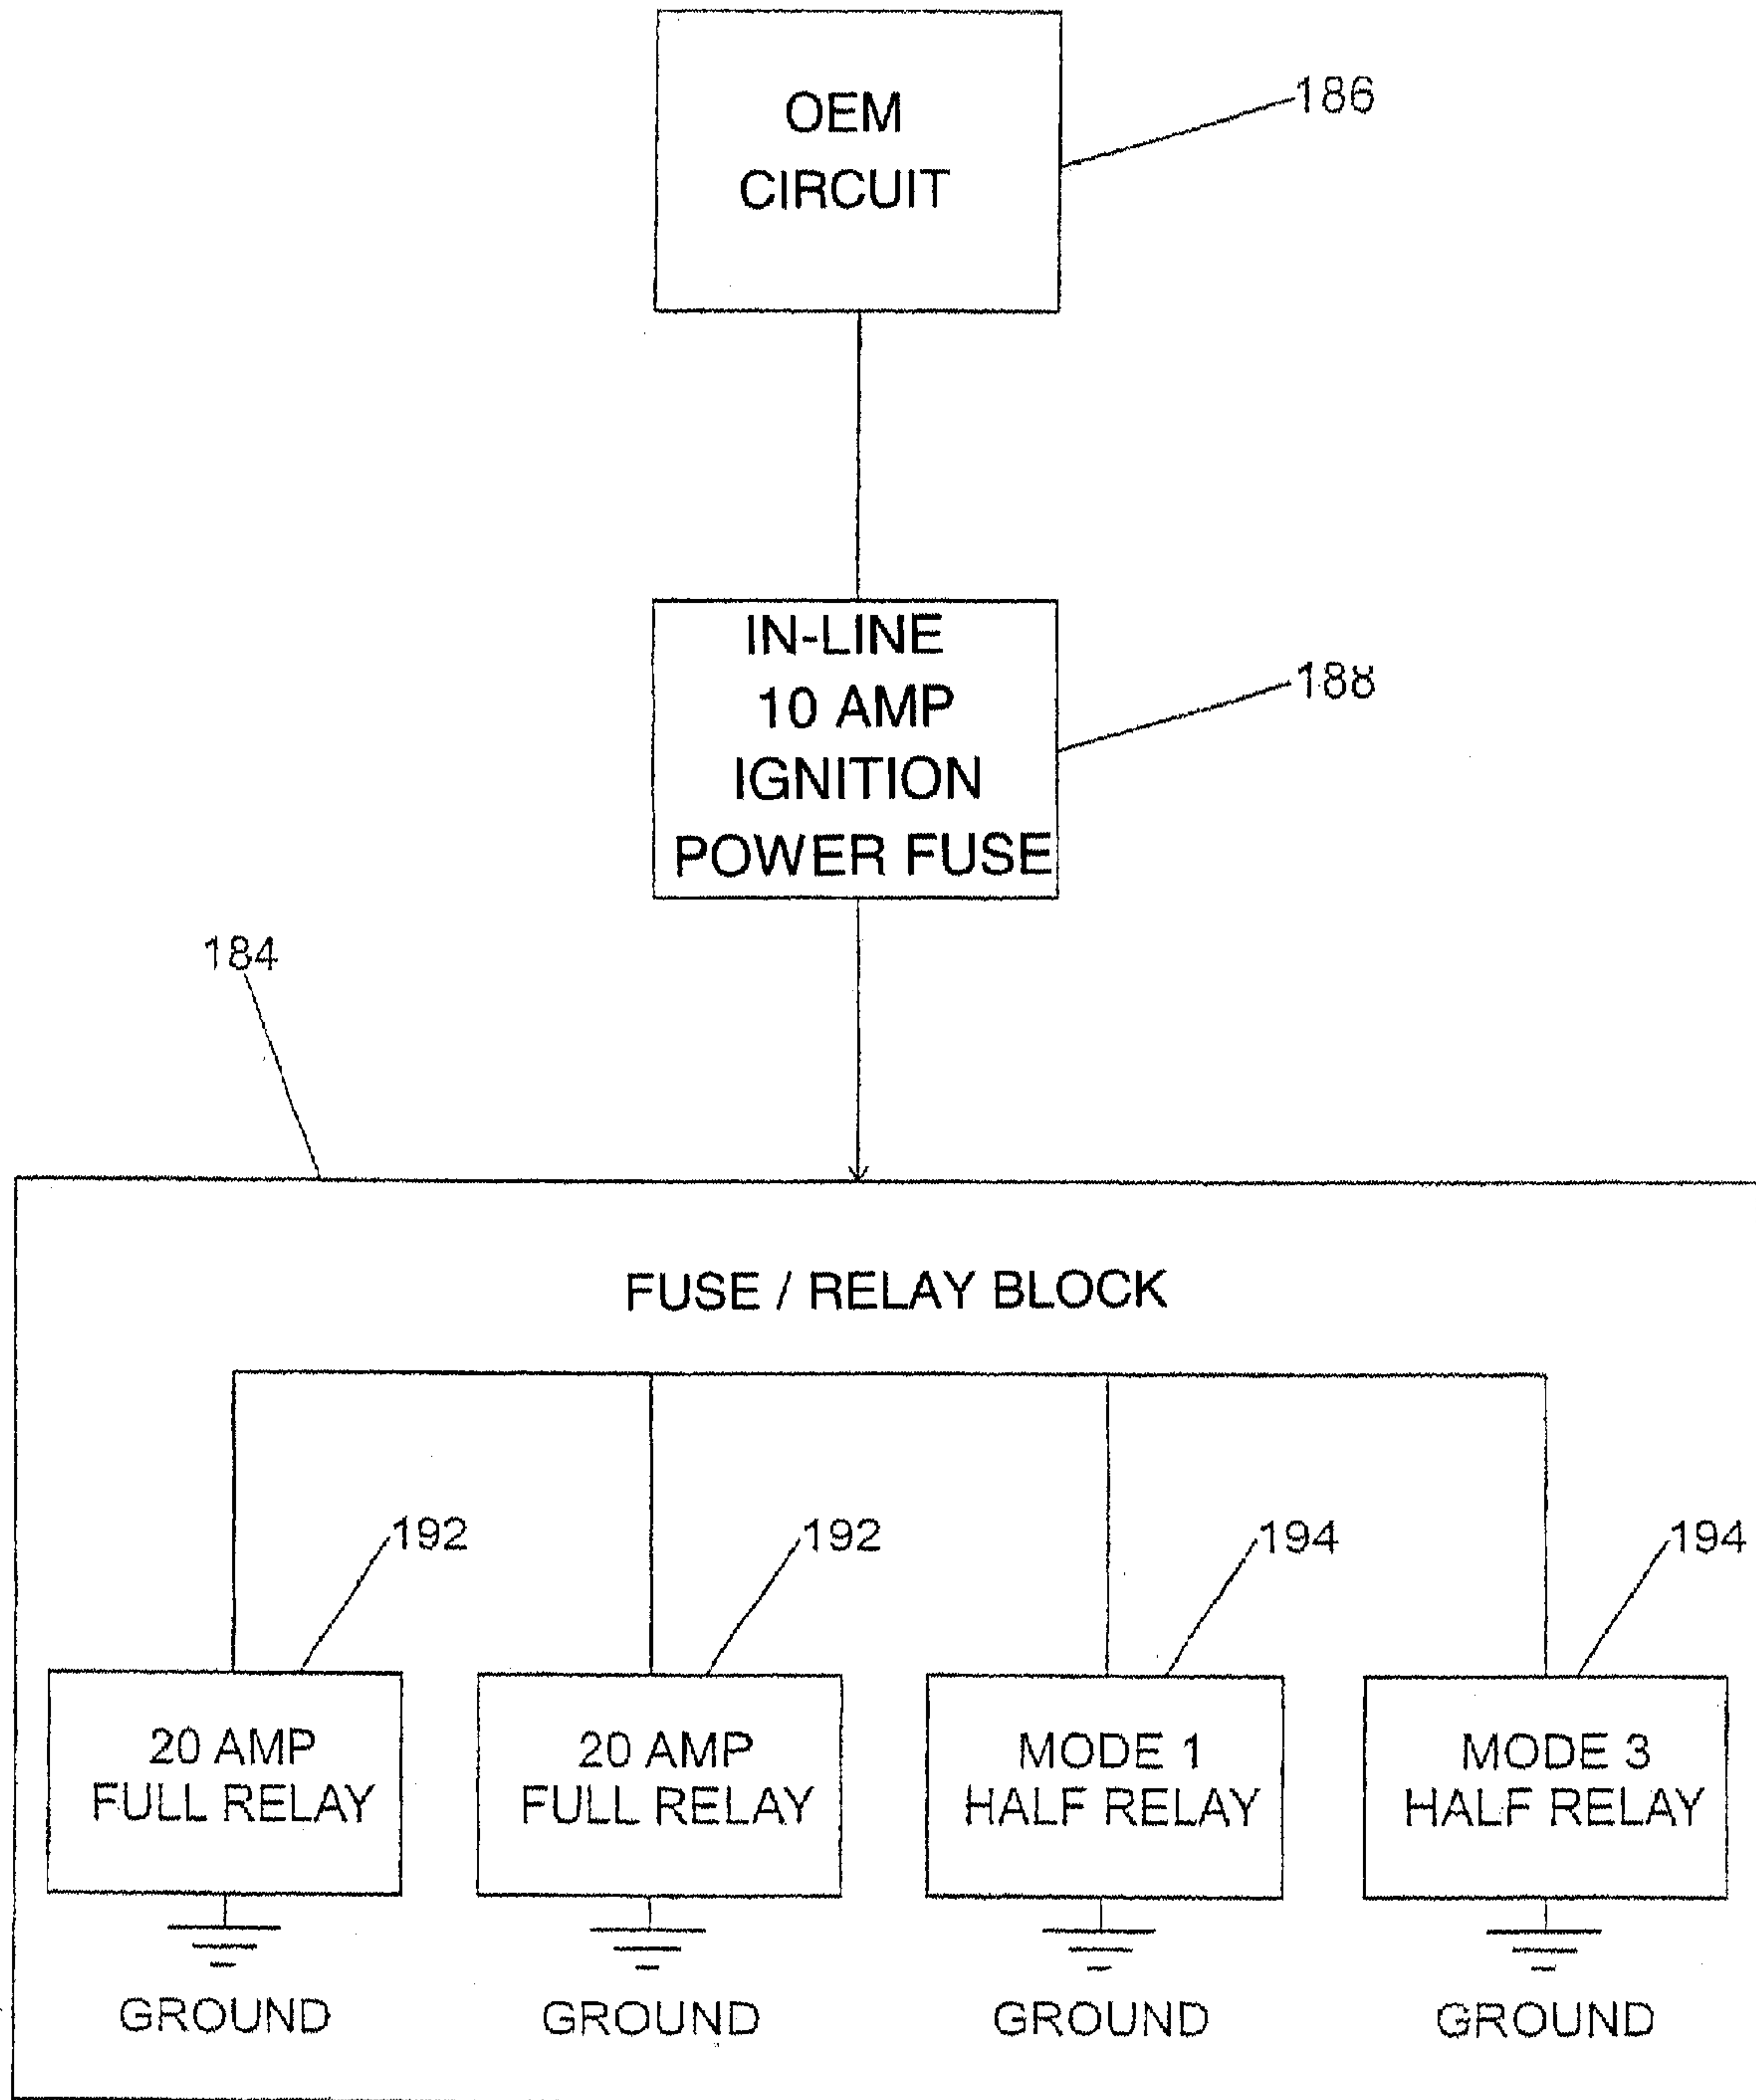 OEM
CIRCUIT
186
IN-LINE
10 AMP
IGNITION
POWER FUSE
188
184
FUSE / RELAY BLOCK
192
192
194
194
20 AMP
FULL RELAY
20 AMP
FULL RELAY
MODE 1
HALF RELAY
MODE 3
HALF RELAY
GROUND
GROUND
GROUND
GROUND